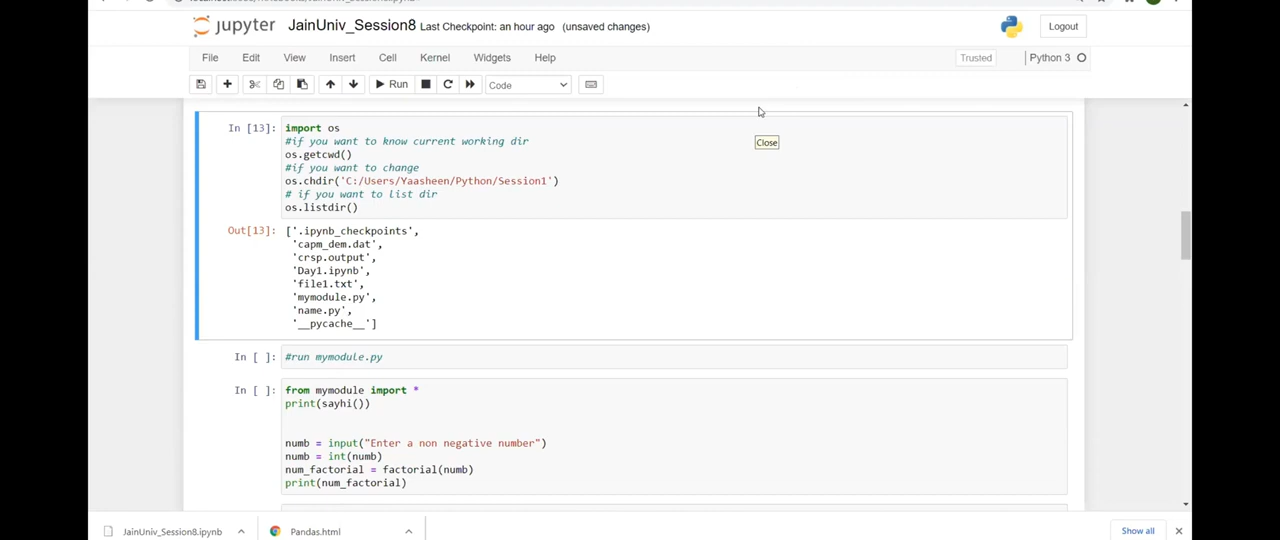 jupyter JainUniv_Session8 Last Checkpoint: an hour ago (unsaved changes) Logout
File Edit View Insert Cell Kernel Widgets Help Trusted Python 3
Run Code
In [13]: import os
Close
#if you want to know current working dir
os.getcwd()
#if you want to change
os.chdir('C:/Users/Yaasheen/Python/Session1')
# if you want to list dir
os.listdir()
Out[13]: ['.ipynb_checkpoints',
'capm_dem.dat',
'crsp.output',
'Day1.ipynb',
'file1.txt',
'mymodule.py',
'name.py',
'__pycache__']
In [ ]: #run mymodule.py
In [ ]: from mymodule import *
print(sayhi())
numb = input("Enter a non negative number")
numb = int(numb)
num_factorial = factorial(numb)
print(num_factorial)
JainUniv_Session8.ipynb Pandas.html Show all